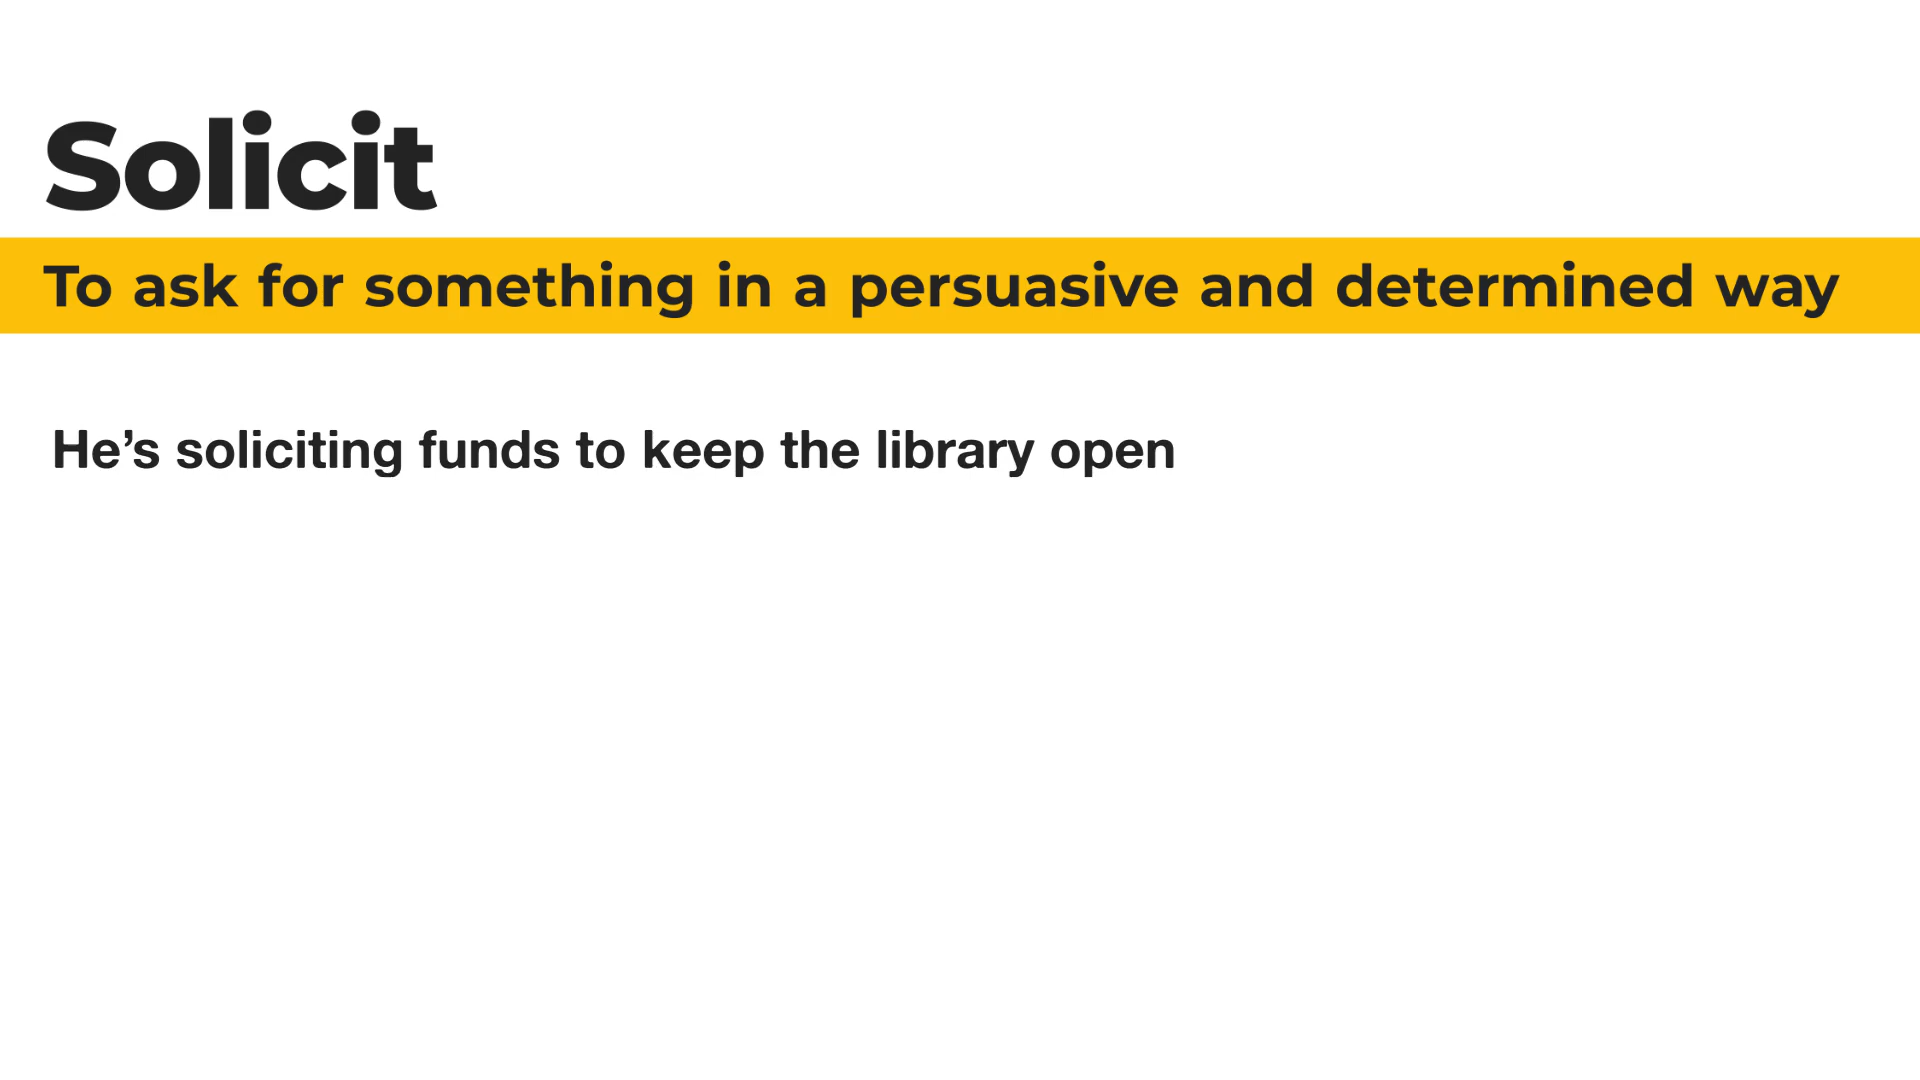 Solicit
To ask for something in a persuasive and determined way
He’s soliciting funds to keep the library open